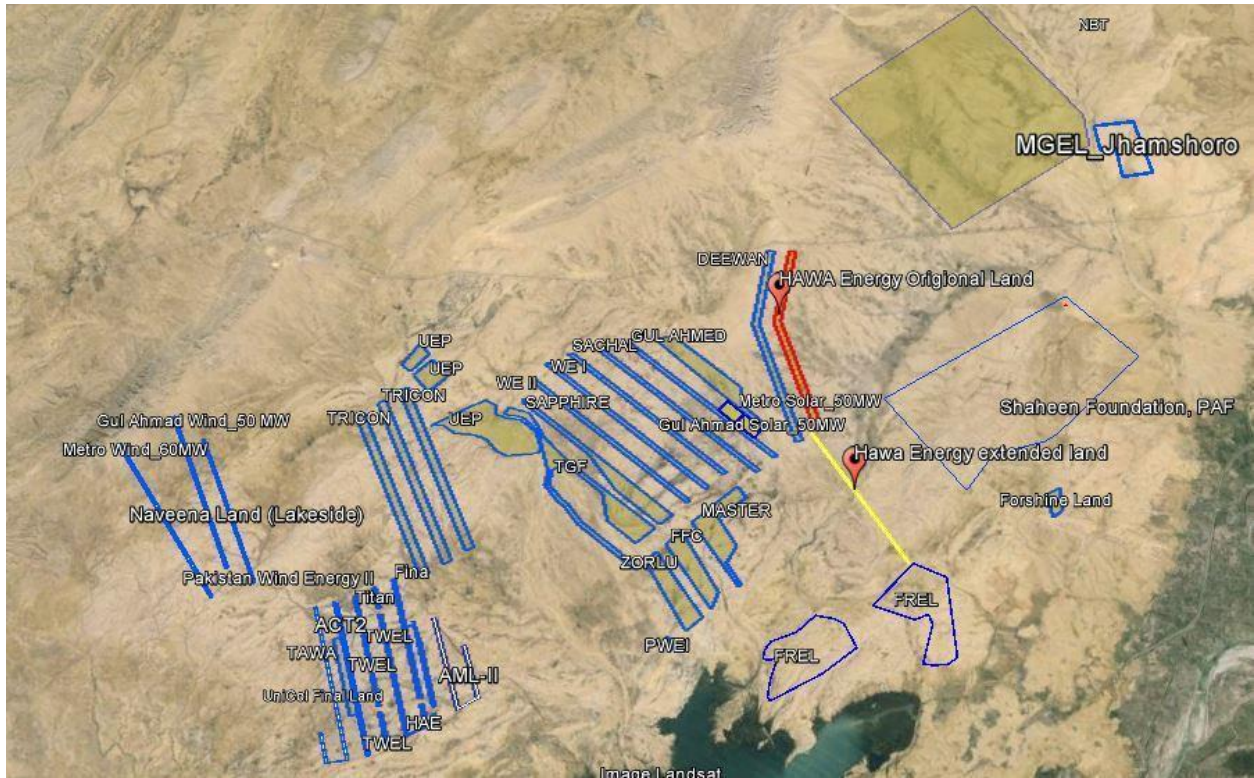 NBT
MGEL_Jhamshoro
DEEWAN
HAWA Energy Origional Land
UEP
GUL AHMED
SACHAL
UEP
WE I
WE II
TRICON
SAPPHIRE
Metro Solar_50MW
Shaheen Foundation, PAF
TRICON
UEP
Gul Ahmad Wind_50 MW
Gul Ahmad Solar_50MW
Metro Wind_60MW
Hawa Energy extended land
TGF
Forshine Land
MASTER
Naveena Land (Lakeside)
FFC
ZORLU
Fina
Pakistan Wind Energy II
Titan
FREL
ACT2
TWEL
PWEI
TAWA
FREL
TWEL
AML-II
UniCol Final Land
HAE
TWEL
Image Landsat